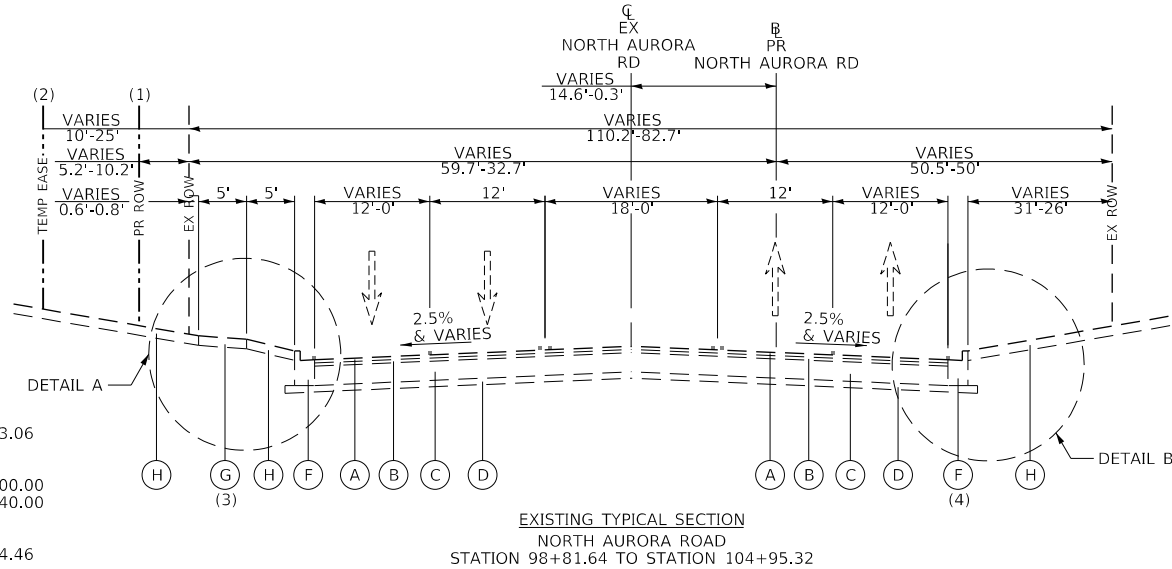 CL
EX
NORTH AURORA
RD
BL
PR
NORTH AURORA RD
VARIES
14.6'-0.3'
(2)
(1)
VARIES
10'-25'
VARIES
110.2'-82.7'
VARIES
5.2'-10.2'
VARIES
59.7'-32.7'
VARIES
50.5'-50'
VARIES
0.6'-0.8'
5'
5'
VARIES
12'-0'
12'
VARIES
18'-0'
12'
VARIES
12'-0'
VARIES
31'-26'
TEMP EASE
PR ROW
EX ROW
EX ROW
2.5%
& VARIES
2.5%
& VARIES
DETAIL A
DETAIL B
3.06
00.00
40.00
4.46
H
G
H
F
A
B
C
D
A
B
C
D
F
H
(3)
(4)
EXISTING TYPICAL SECTION
NORTH AURORA ROAD
STATION 98+81.64 TO STATION 104+95.32